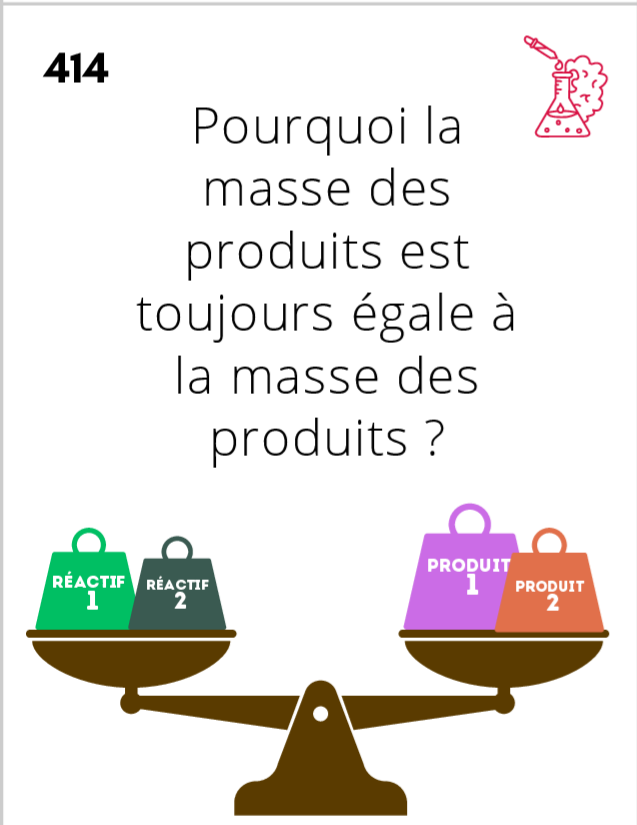 414
Pourquoi la
masse des
produits est
toujours égale à
la masse des
produits ?
RÉACTIF
1
RÉACTIF
2
PRODUIT
1
PRODUIT
2